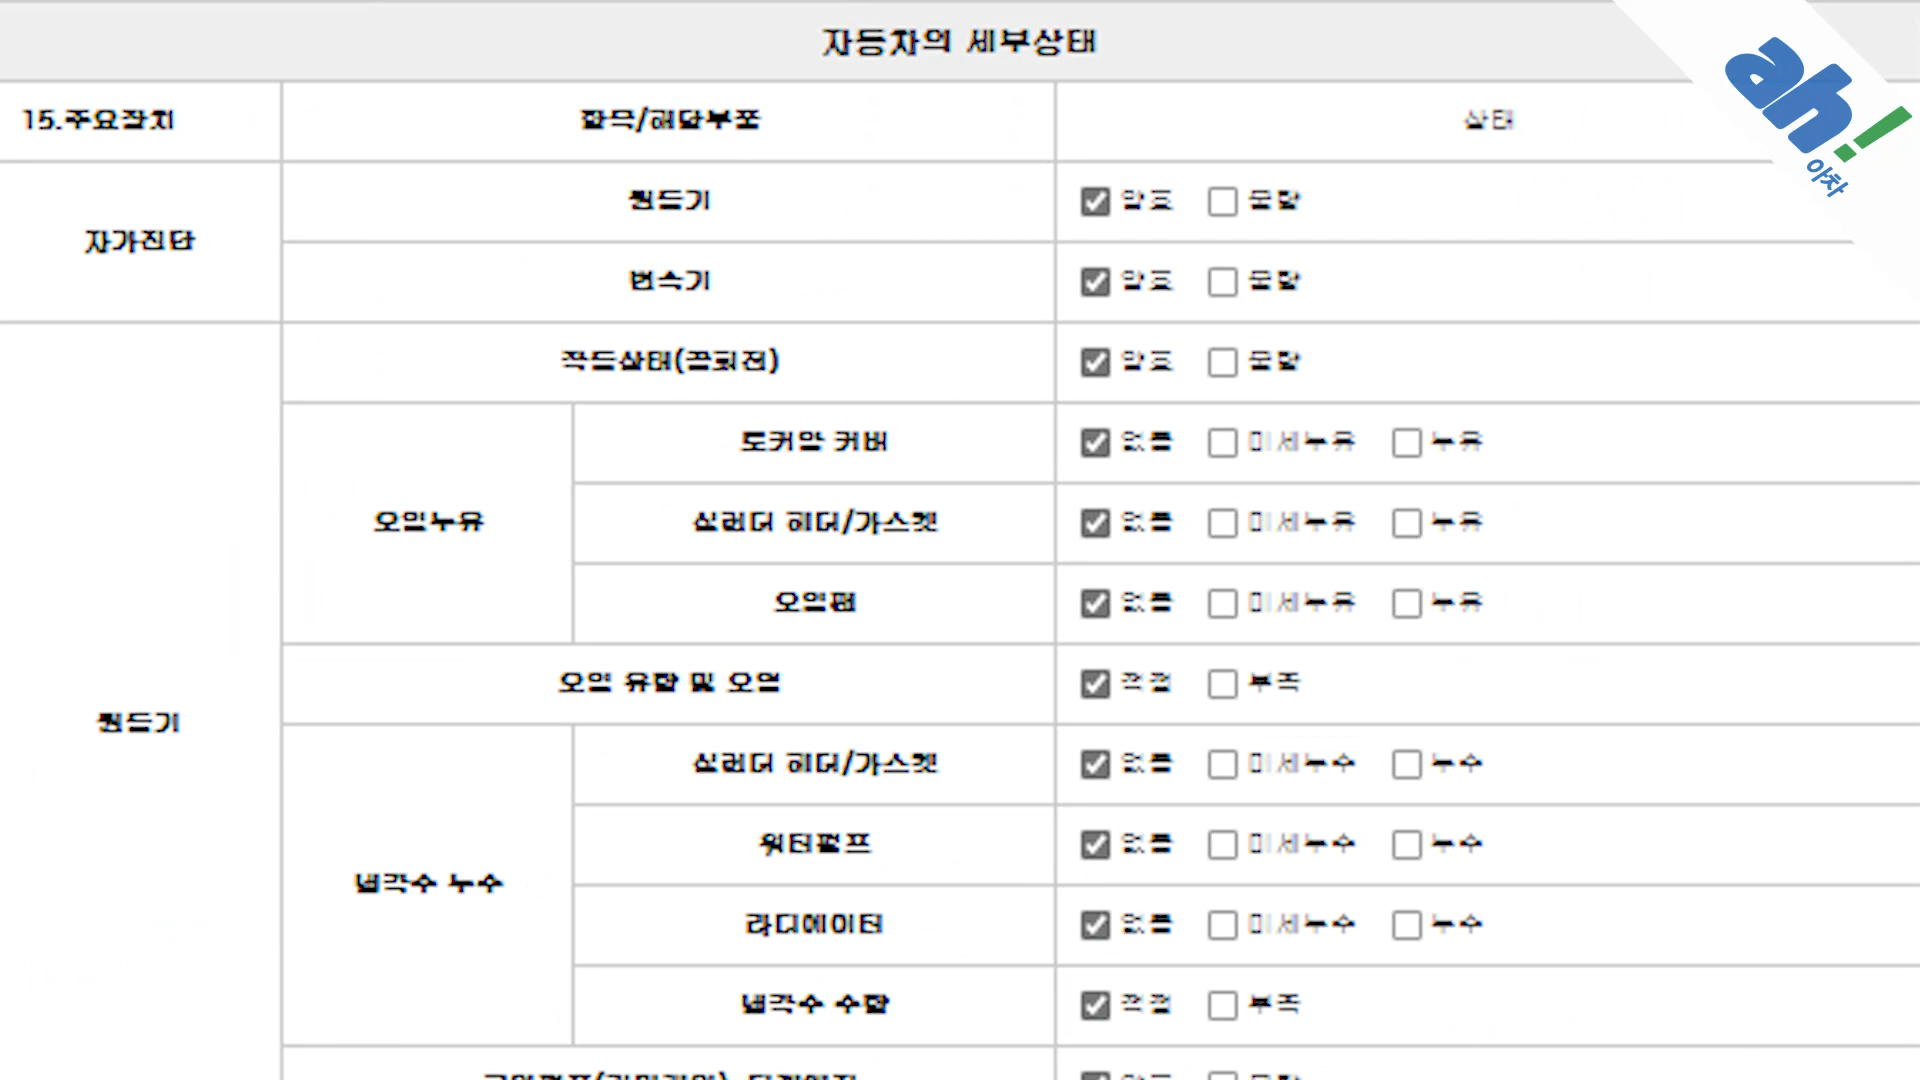 자동차의 세부상태
15.주요장치 항목/해당부품 상태
자가진단 원동기 양호 불량
변속기 양호 불량
원동기 작동상태(공회전) 양호 불량
오일누유 로커암 커버 없음 미세누유 누유
실린더 헤더/가스켓 없음 미세누유 누유
오일팬 없음 미세누유 누유
오일 유량 및 오염 적정 부족
냉각수 누수 실린더 헤더/가스켓 없음 미세누수 누수
워터펌프 없음 미세누수 누수
라디에이터 없음 미세누수 누수
냉각수 수량 적정 부족
ah!
아차